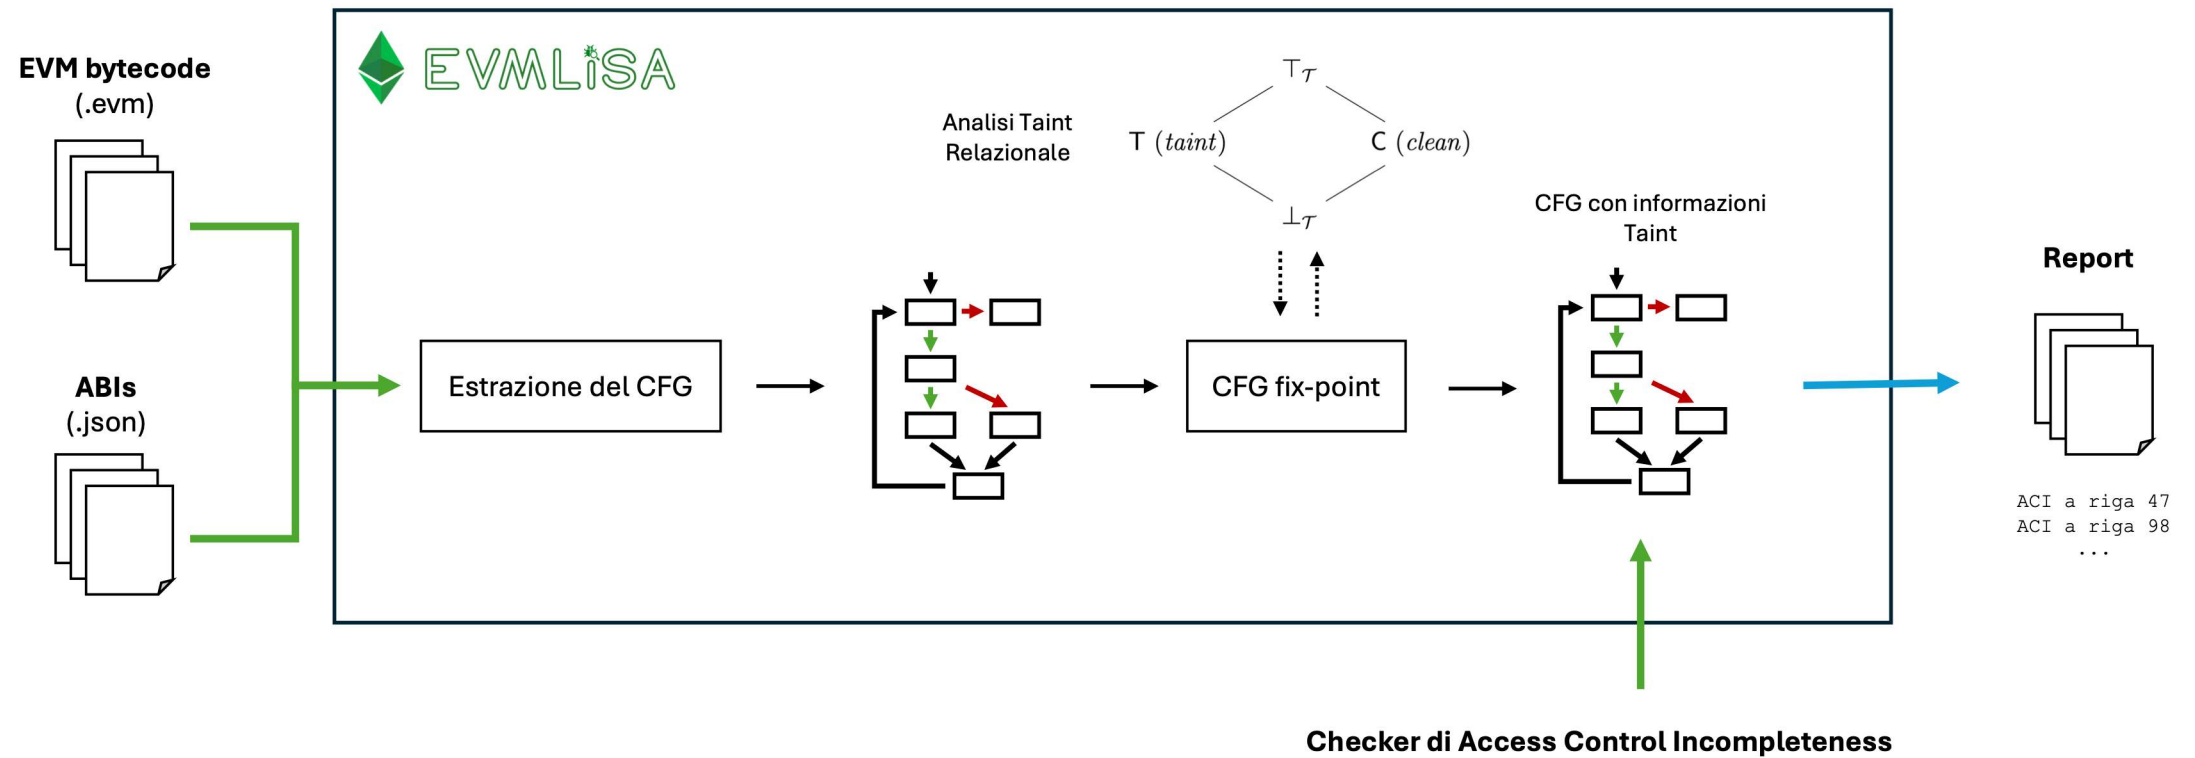 EVM bytecode
(.evm)
ABIs
(.json)
EVMLiSA
Estrazione del CFG
Analisi Taint
Relazionale
⊤𝒯
T (taint)
C (clean)
⊥𝒯
CFG fix-point
CFG con informazioni
Taint
Report
ACI a riga 47
ACI a riga 98
...
Checker di Access Control Incompleteness